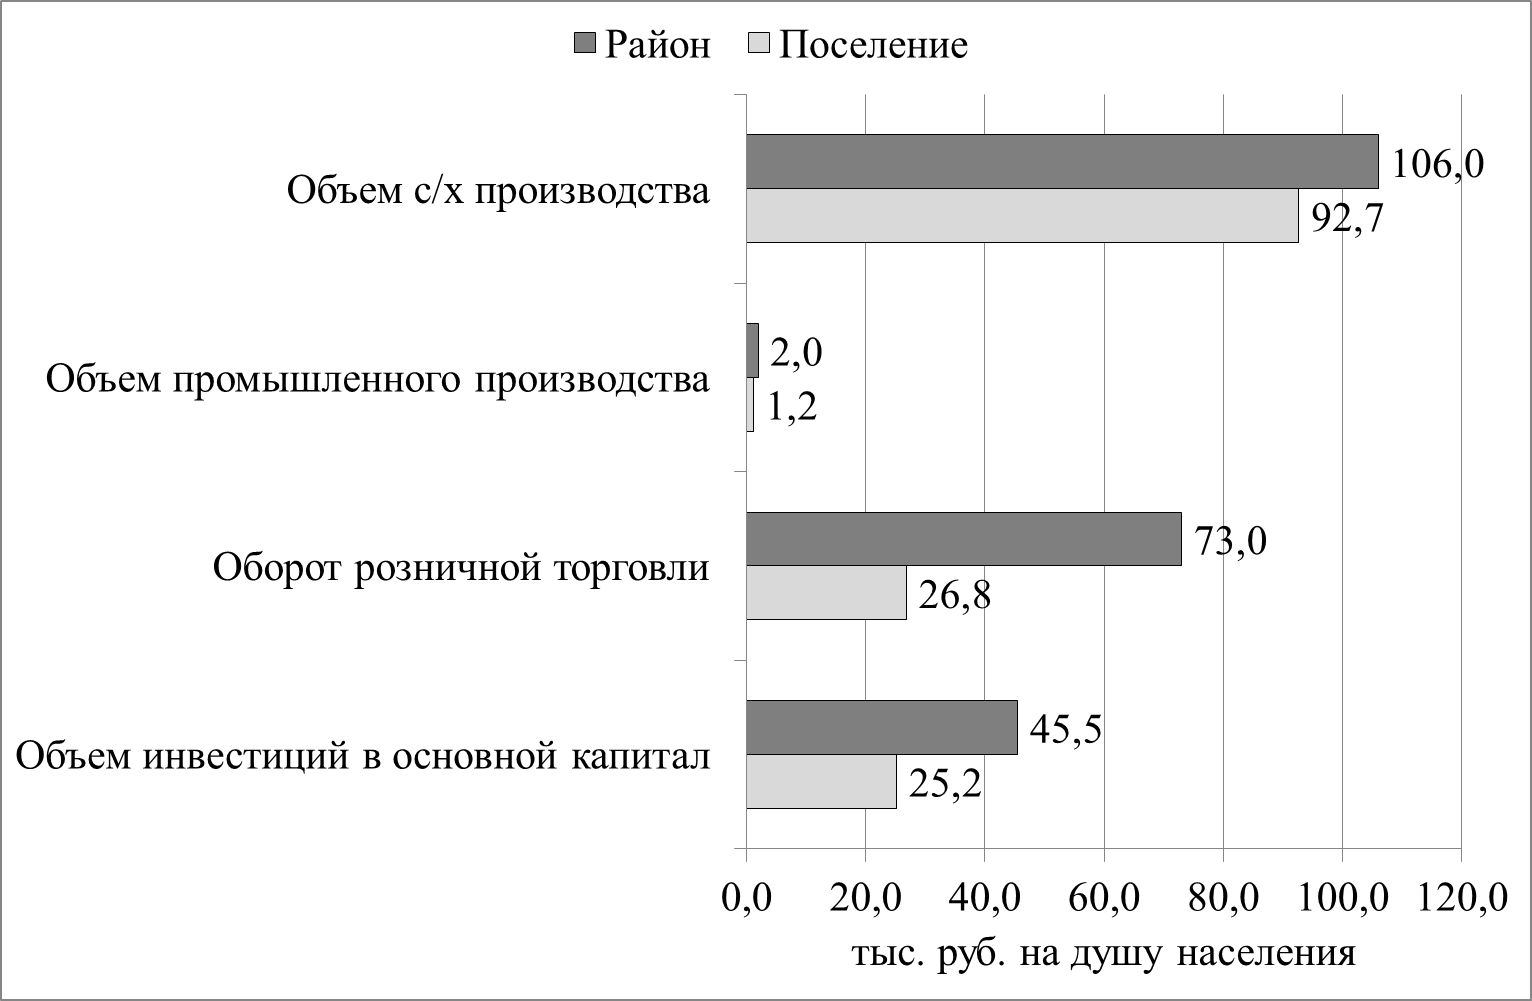 Район Поселение
Объем с/х производства
106,0
92,7
Объем промышленного производства
2,0
1,2
Оборот розничной торговли
73,0
26,8
Объем инвестиций в основной капитал
45,5
25,2
0,0 20,0 40,0 60,0 80,0 100,0 120,0
тыс. руб. на душу населения